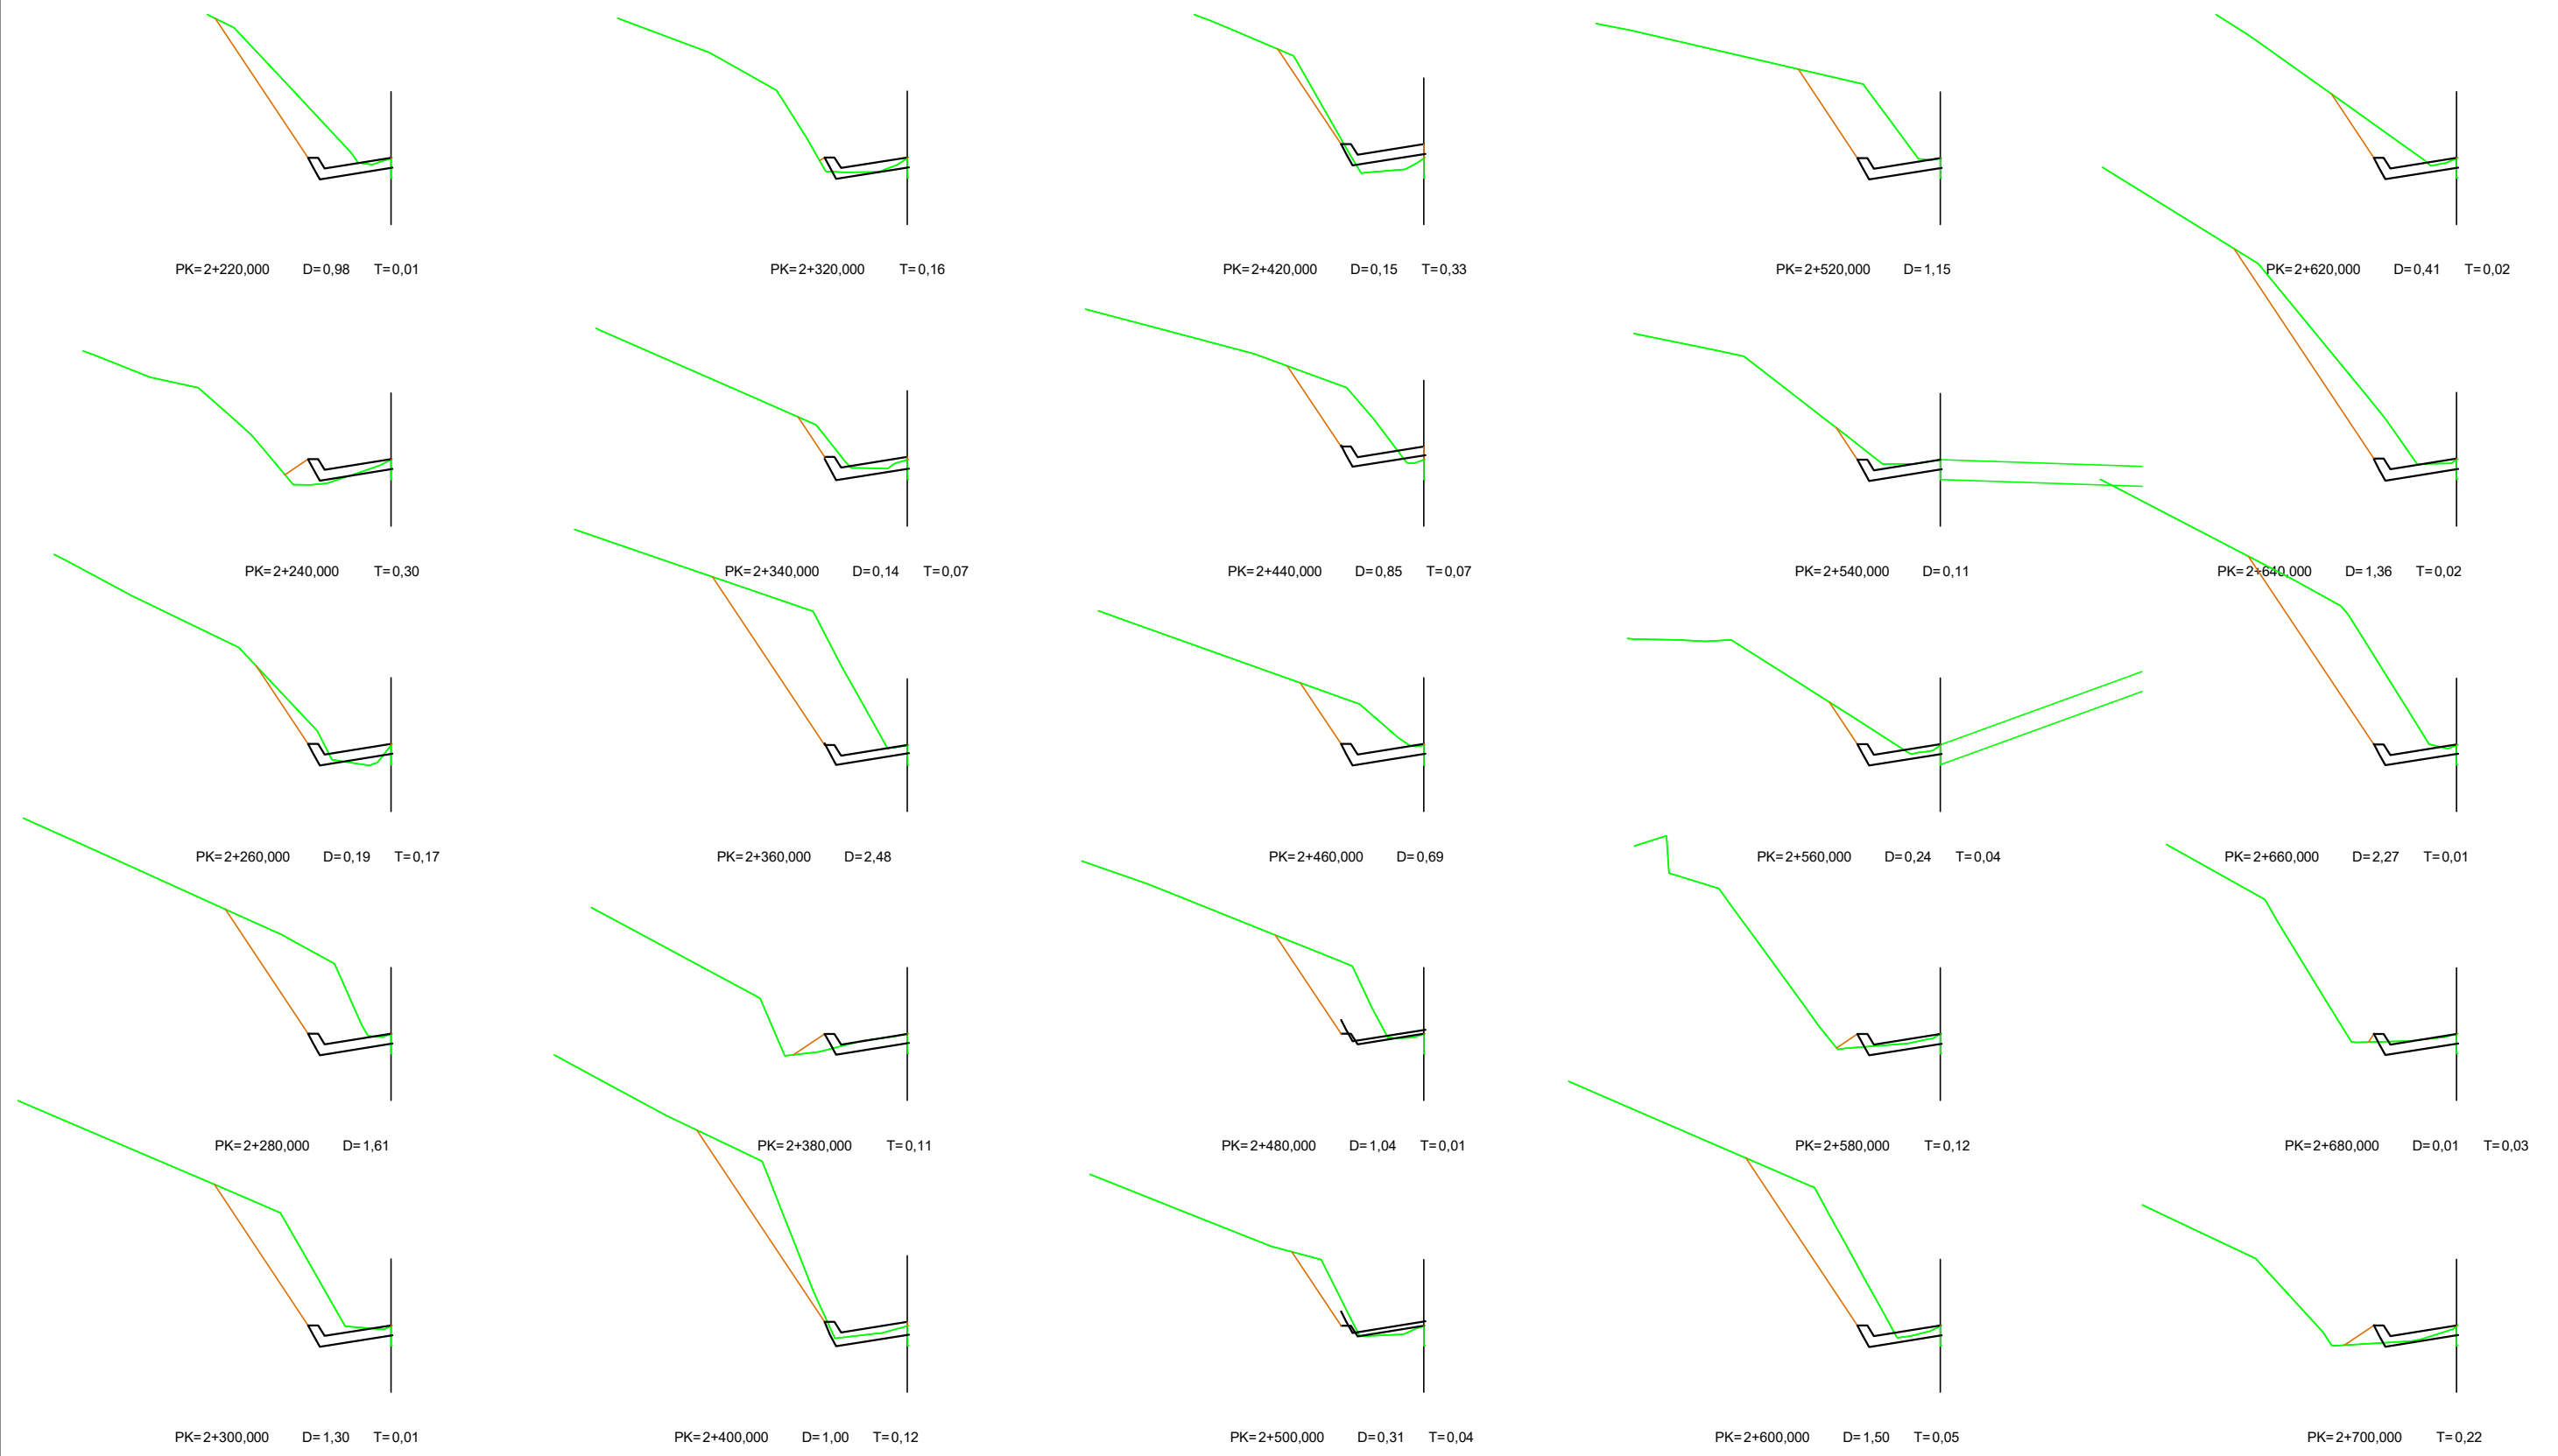 PK=2+220,000 D=0,98 T=0,01
PK=2+320,000 T=0,16
PK=2+420,000 D=0,15 T=0,33
PK=2+520,000 D=1,15
PK=2+620,000 D=0,41 T=0,02
PK=2+240,000 T=0,30
PK=2+340,000 D=0,14 T=0,07
PK=2+440,000 D=0,85 T=0,07
PK=2+540,000 D=0,11
PK=2+640,000 D=1,36 T=0,02
PK=2+260,000 D=0,19 T=0,17
PK=2+360,000 D=2,48
PK=2+460,000 D=0,69
PK=2+560,000 D=0,24 T=0,04
PK=2+660,000 D=2,27 T=0,01
PK=2+280,000 D=1,61
PK=2+380,000 T=0,11
PK=2+480,000 D=1,04 T=0,01
PK=2+580,000 T=0,12
PK=2+680,000 D=0,01 T=0,03
PK=2+300,000 D=1,30 T=0,01
PK=2+400,000 D=1,00 T=0,12
PK=2+500,000 D=0,31 T=0,04
PK=2+600,000 D=1,50 T=0,05
PK=2+700,000 T=0,22